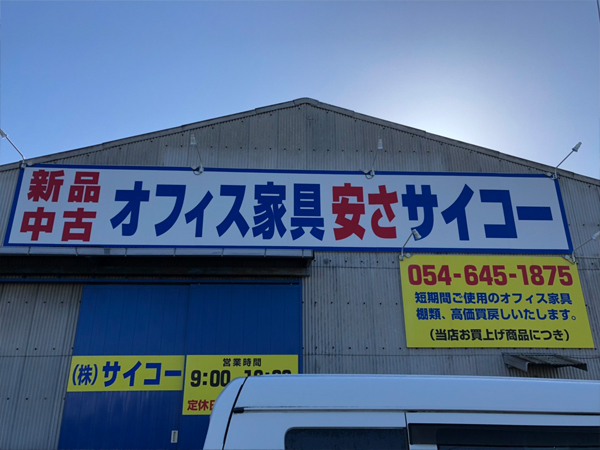 新品
中古
オフィス家具安さサイコー
054-645-1875
短期間ご使用のオフィス家具
棚類、高価買戻しいたします。
(当店お買上げ商品につき)
(株)サイコー
営業時間
9:00
定休日